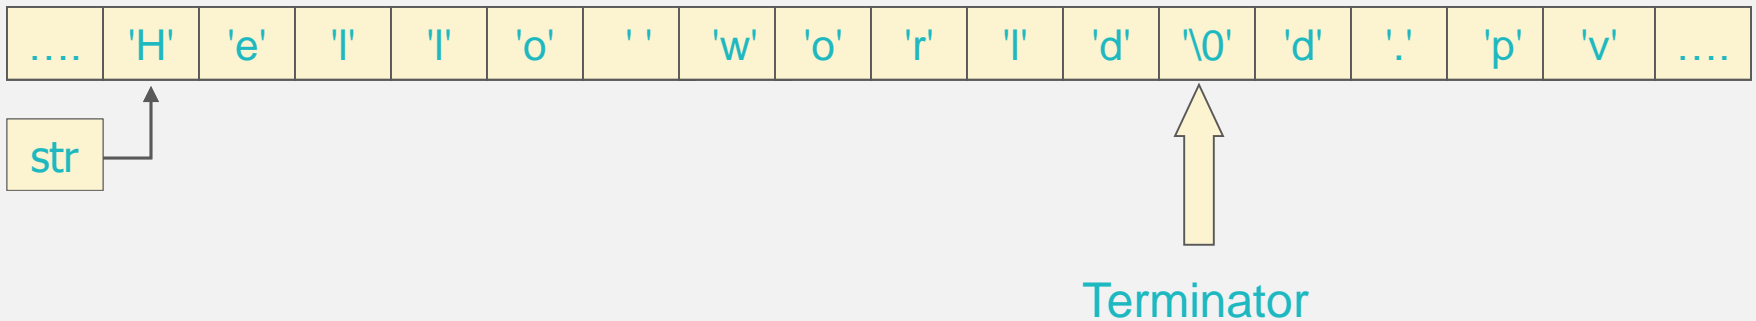 .... 'H' 'e' 'l' 'l' 'o' ' ' 'w' 'o' 'r' 'l' 'd' '\0' 'd' '.' 'p' 'v' ....
str
Terminator